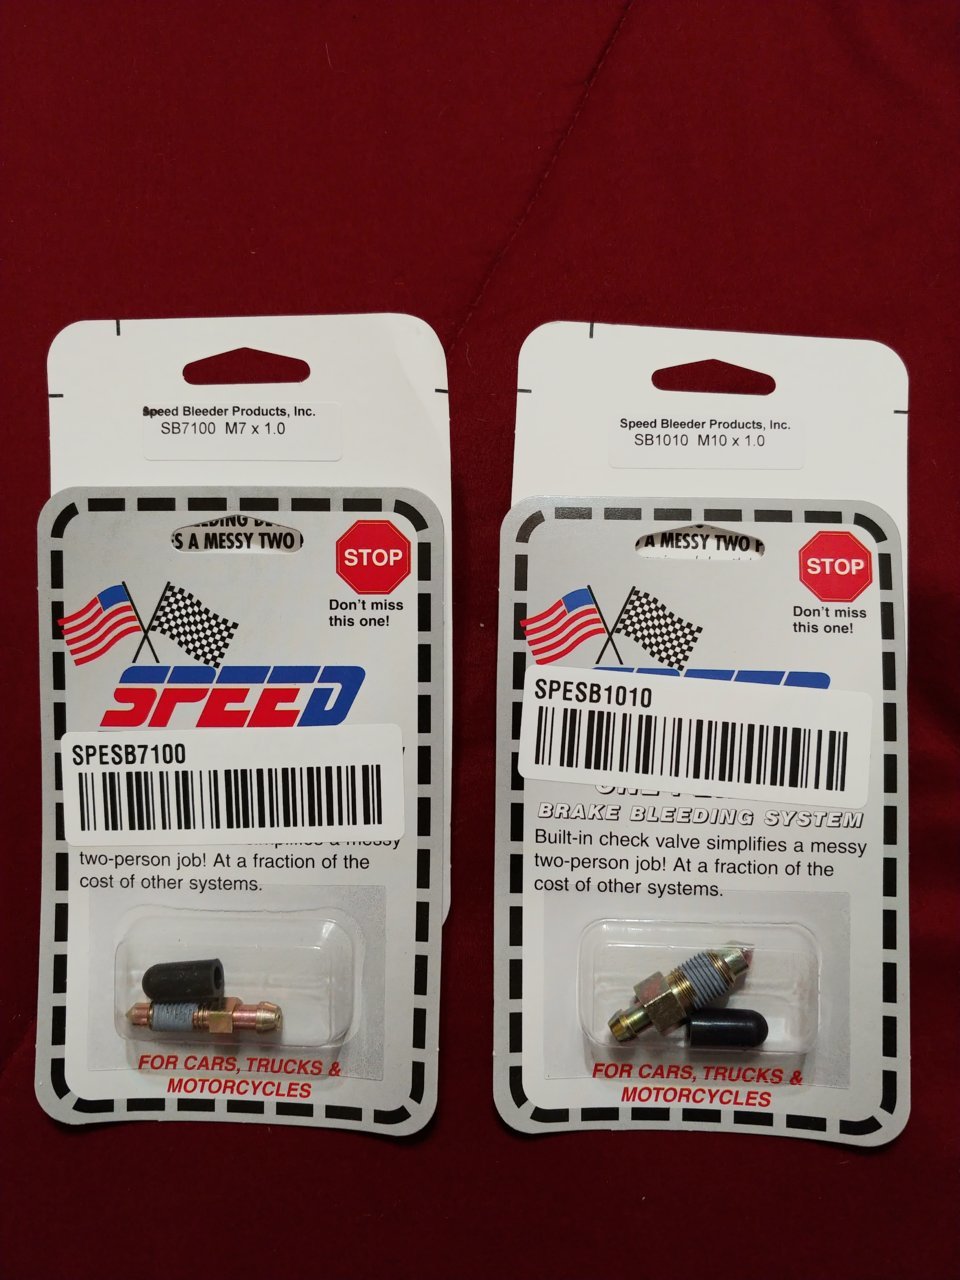 Speed Bleeder Products, Inc.
SB7100 M7 x 1.0
S A MESSY TWO
STOP
Don't miss
this one!
SPEED
SPESB7100
two-person job! At a fraction of the
cost of other systems.
FOR CARS, TRUCKS &
MOTORCYCLES
Speed Bleeder Products, Inc.
SB1010 M10 x 1.0
A MESSY TWO P
STOP
Don't miss
this one!
SPESB1010
BRAKE BLEEDING SYSTEM
Built-in check valve simplifies a messy
two-person job! At a fraction of the
cost of other systems.
FOR CARS, TRUCKS &
MOTORCYCLES